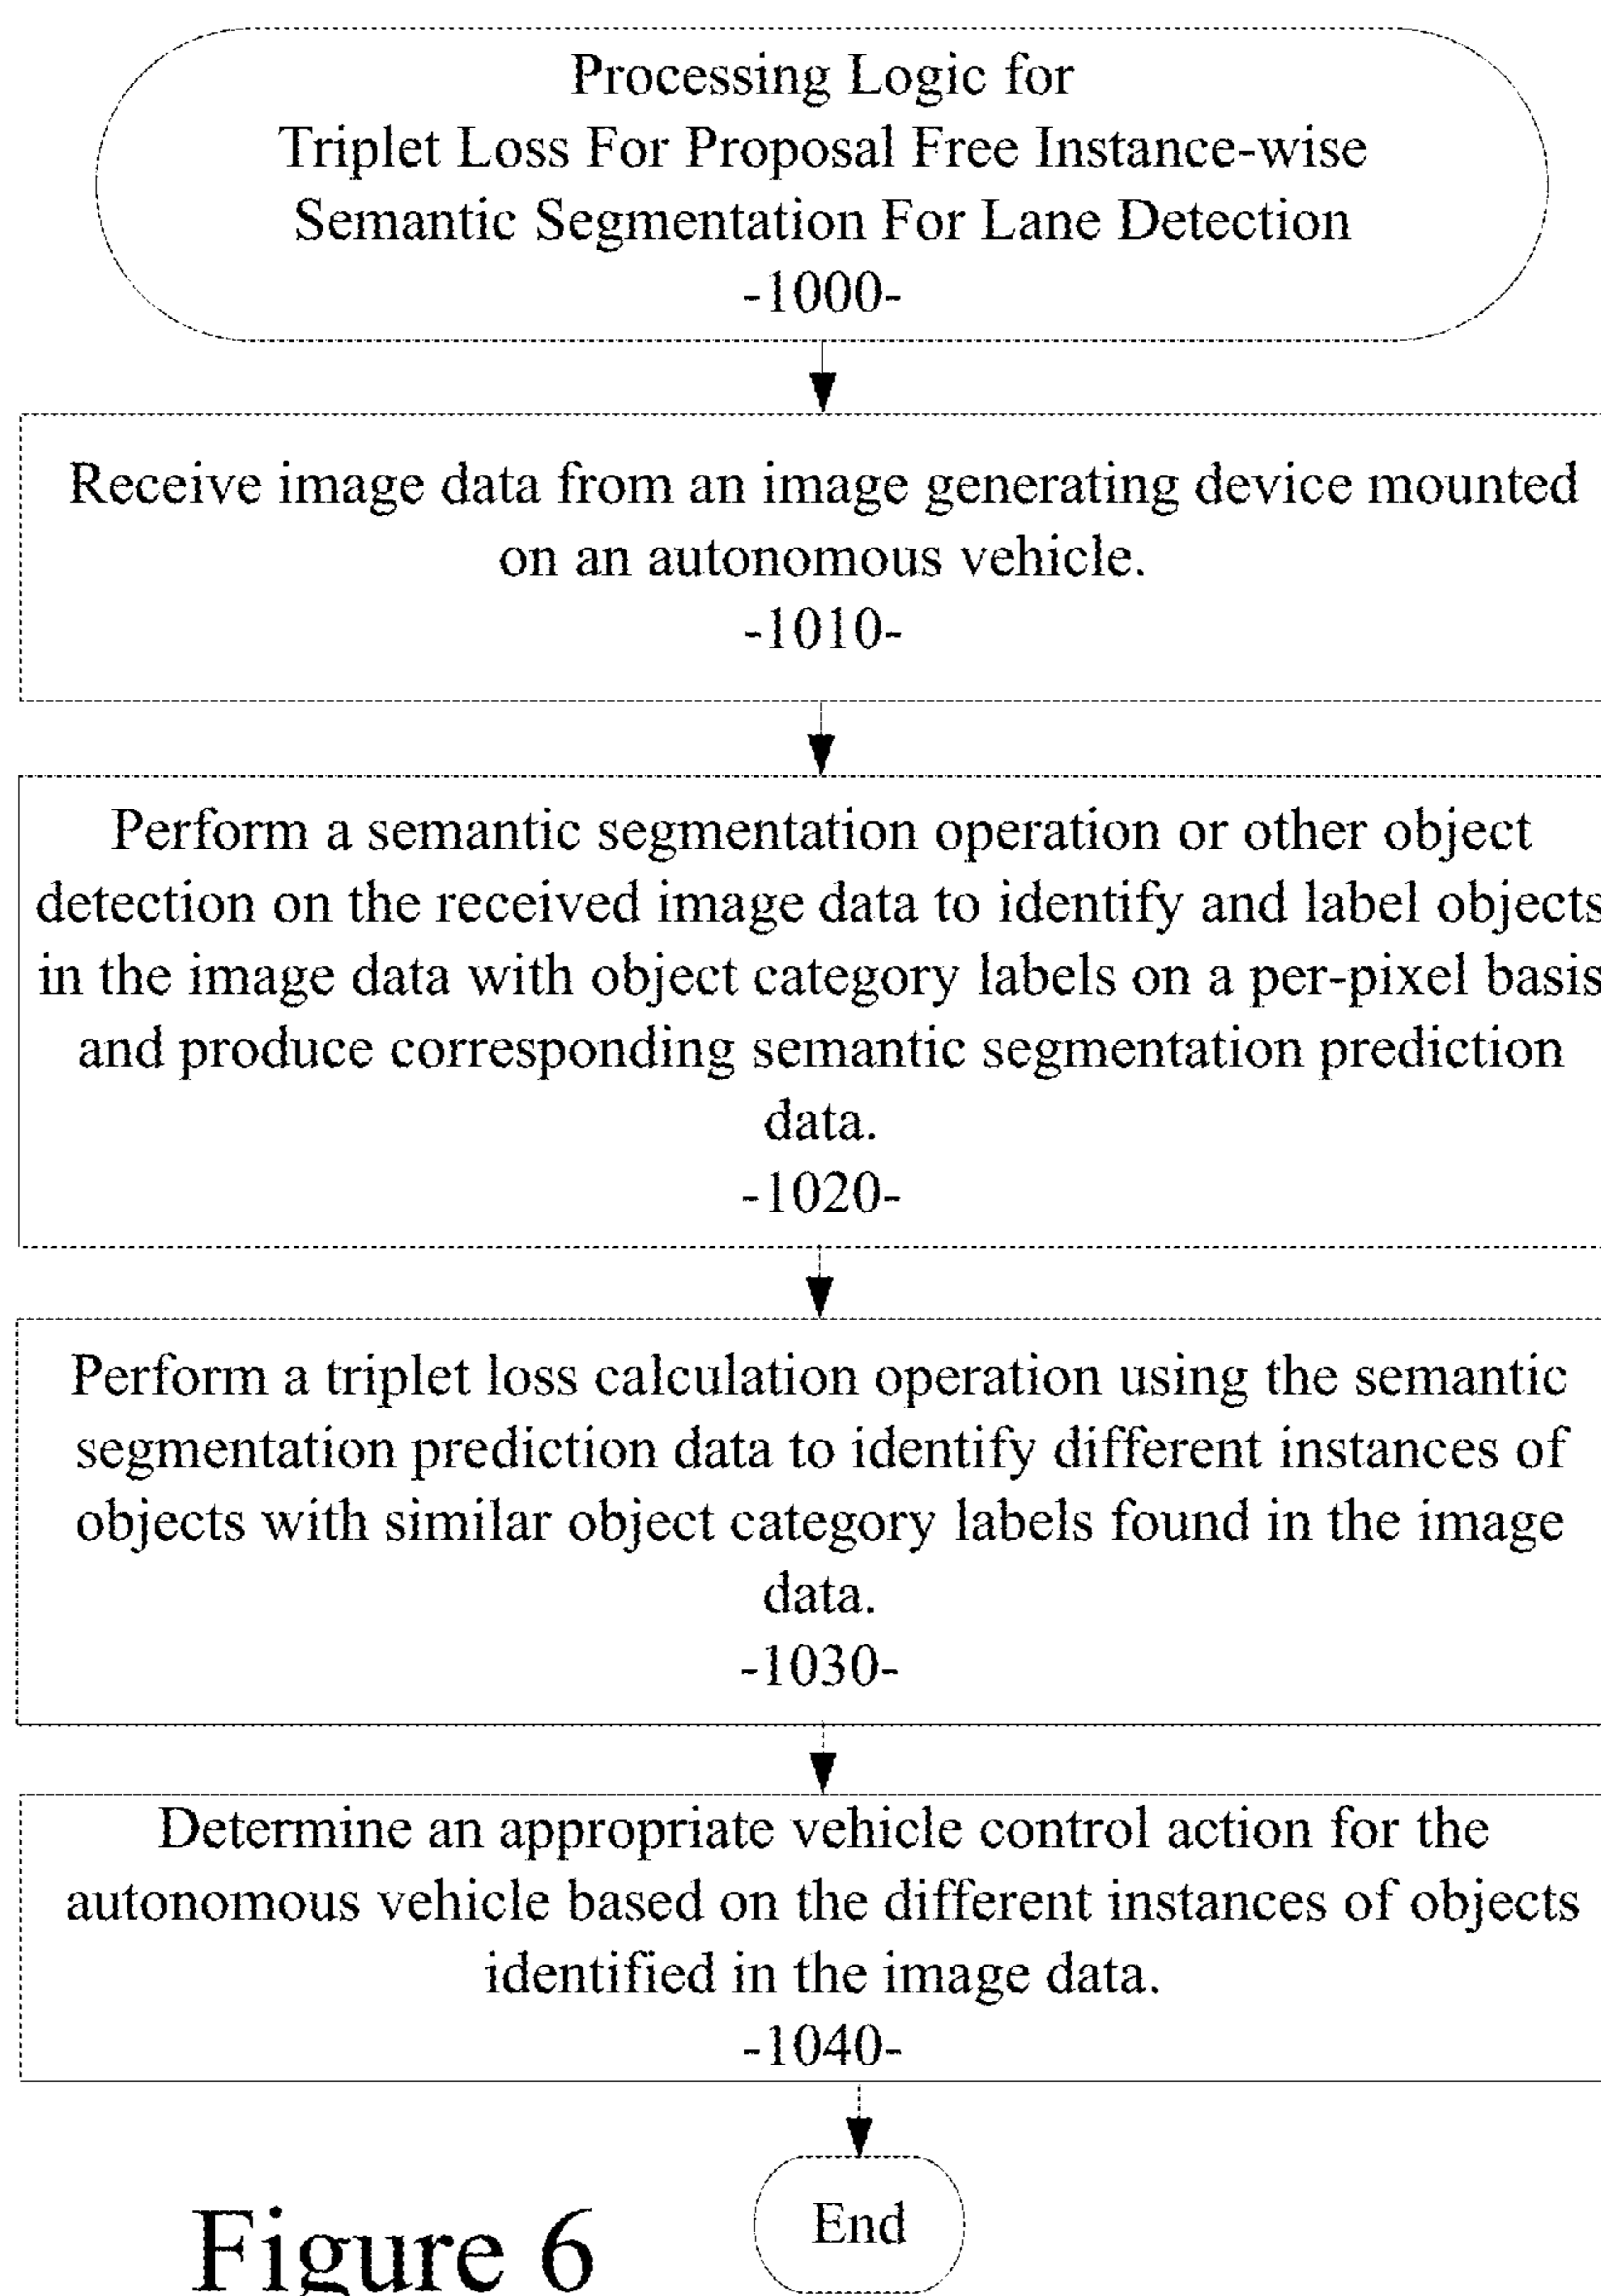 Processing Logic for
Triplet Loss For Proposal Free Instance-wise
Semantic Segmentation For Lane Detection
-1000-
Receive image data from an image generating device mounted
on an autonomous vehicle.
-1010-
Perform a semantic segmentation operation or other object
detection on the received image data to identify and label objects
in the image data with object category labels on a per-pixel basis
and produce corresponding semantic segmentation prediction
data.
-1020-
Perform a triplet loss calculation operation using the semantic
segmentation prediction data to identify different instances of
objects with similar object category labels found in the image
data.
-1030-
Determine an appropriate vehicle control action for the
autonomous vehicle based on the different instances of objects
identified in the image data.
-1040-
End
Figure 6